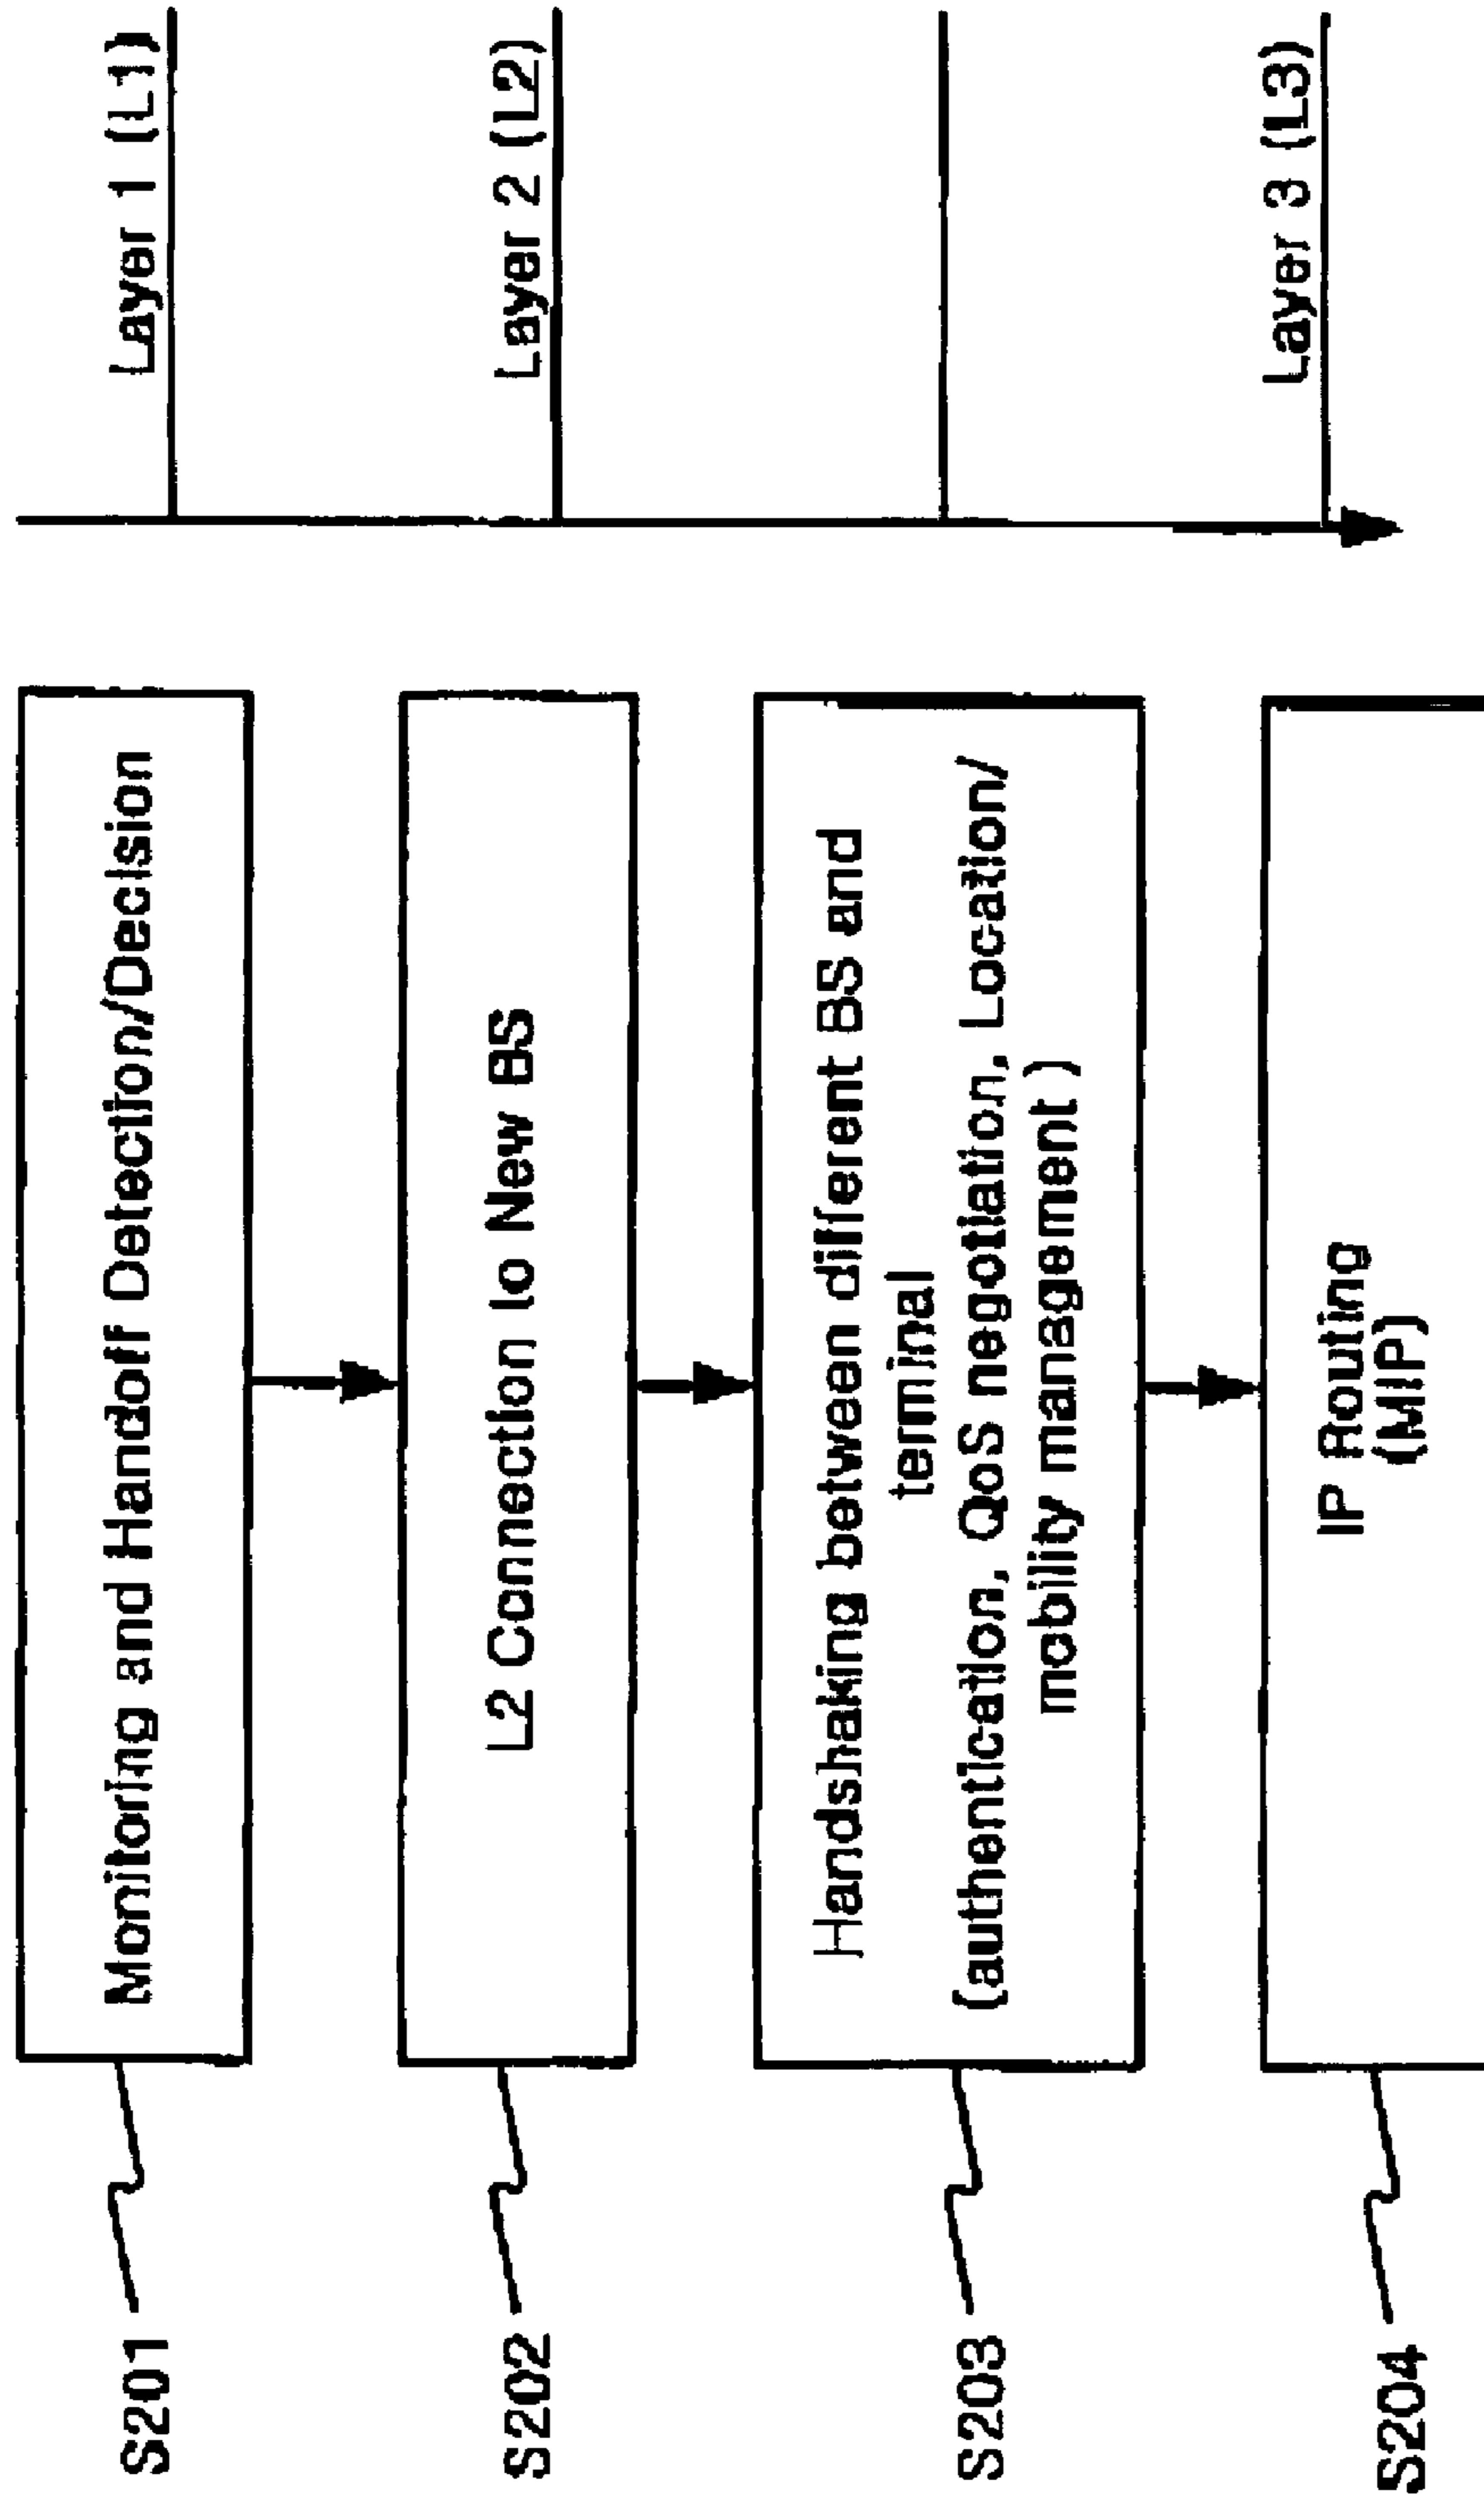 S201
Monitoring and Handoff Detection/Decision
Layer 1 (L1)
S202
L2 Connection to New BS
Layer 2 (L2)
S203
Handshaking between different BS and
terminal
(authentication, QoS negotiation, Location/
mobility management)
S204
IP Routing
(MIP)
Layer 3 (L3)